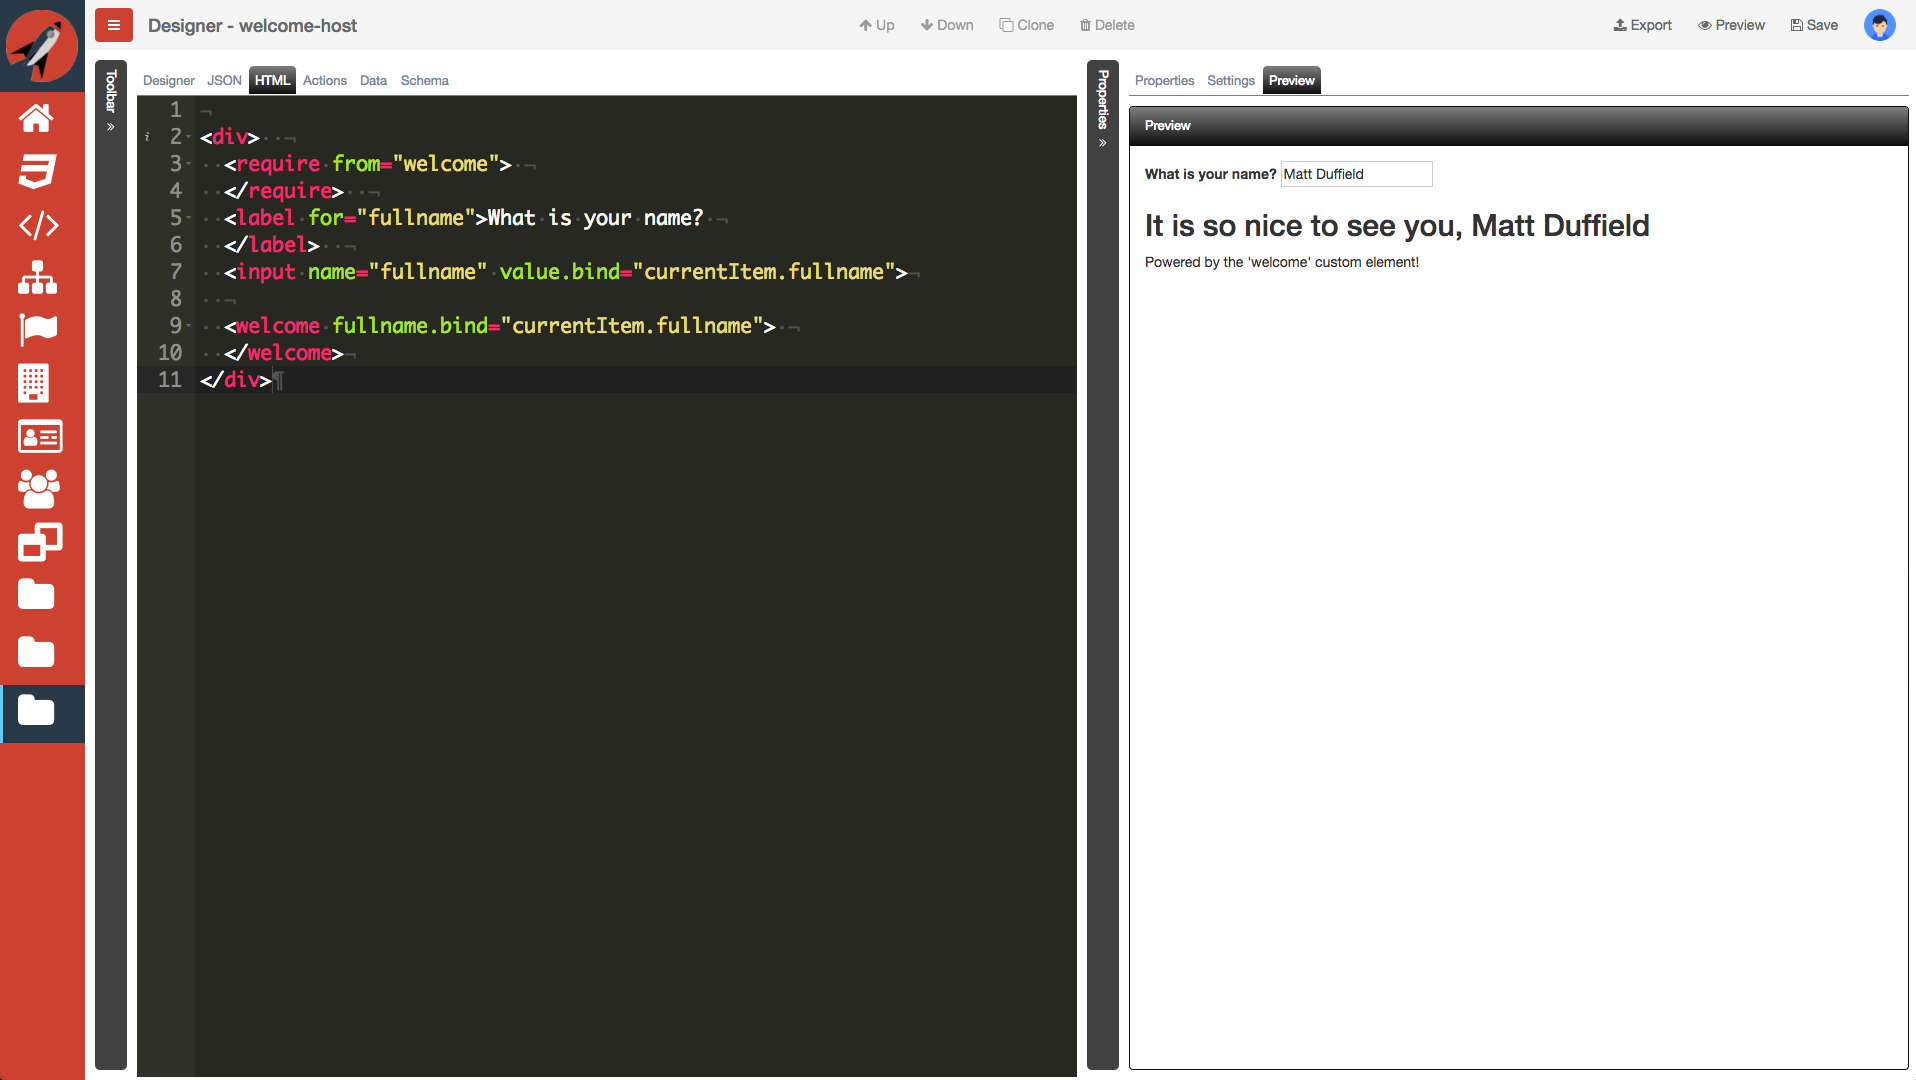 Designer - welcome-host
Up Down Clone Delete
Export Preview Save
Toolbar
Designer JSON HTML Actions Data Schema
1
2 <div>
3 <require from="welcome">
4 </require>
5 <label for="fullname">What is your name?
6 </label>
7 <input name="fullname" value.bind="currentItem.fullname">
8
9 <welcome fullname.bind="currentItem.fullname">
10 </welcome>
11 </div>
Properties
Properties Settings Preview
Preview
What is your name? Matt Duffield
It is so nice to see you, Matt Duffield
Powered by the 'welcome' custom element!